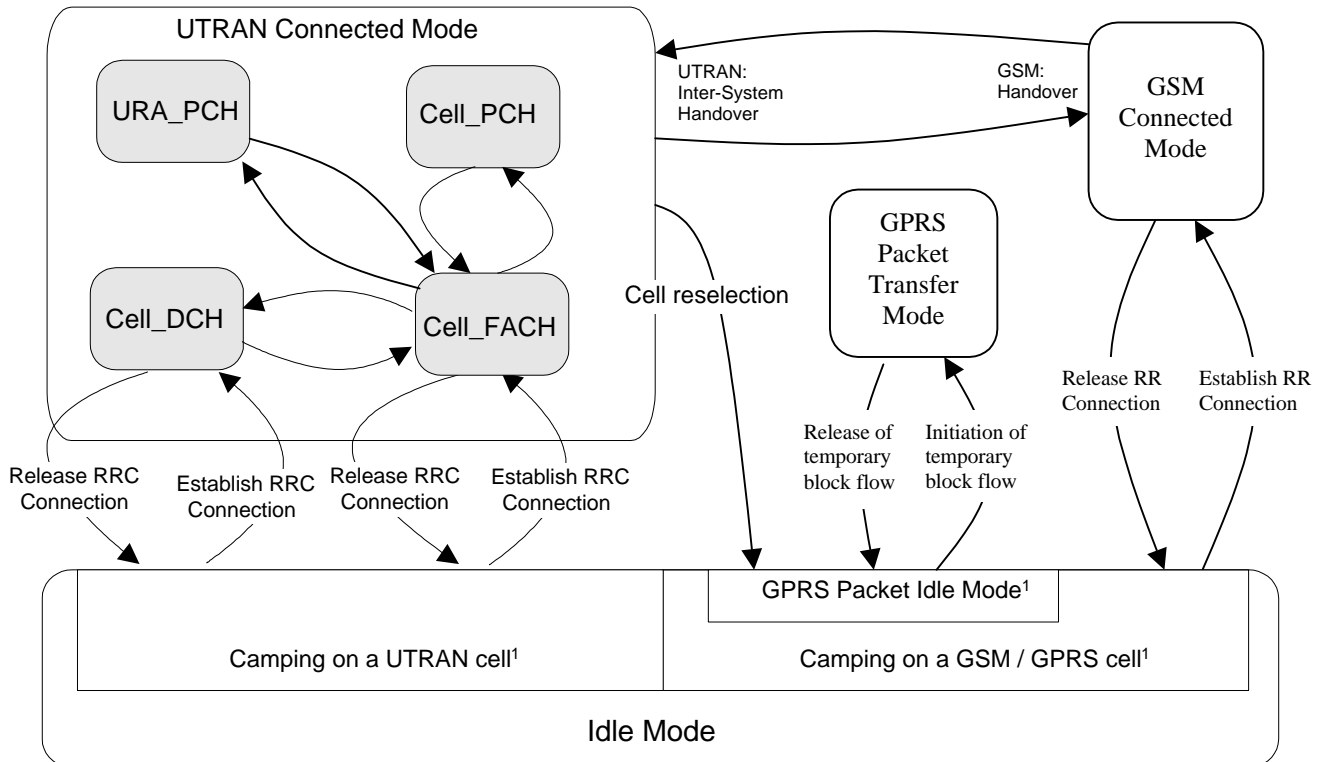 UTRAN Connected Mode
URA_PCH
Cell_PCH
Cell_DCH
Cell_FACH
UTRAN:
Inter-System
Handover
GSM:
Handover
GSM
Connected
Mode
GPRS
Packet
Transfer
Mode
Cell reselection
Release RRC
Connection
Establish RRC
Connection
Release RRC
Connection
Establish RRC
Connection
Release of
temporary
block flow
Initiation of
temporary
block flow
Release RR
Connection
Establish RR
Connection
GPRS Packet Idle Mode¹
Camping on a UTRAN cell¹
Camping on a GSM / GPRS cell¹
Idle Mode